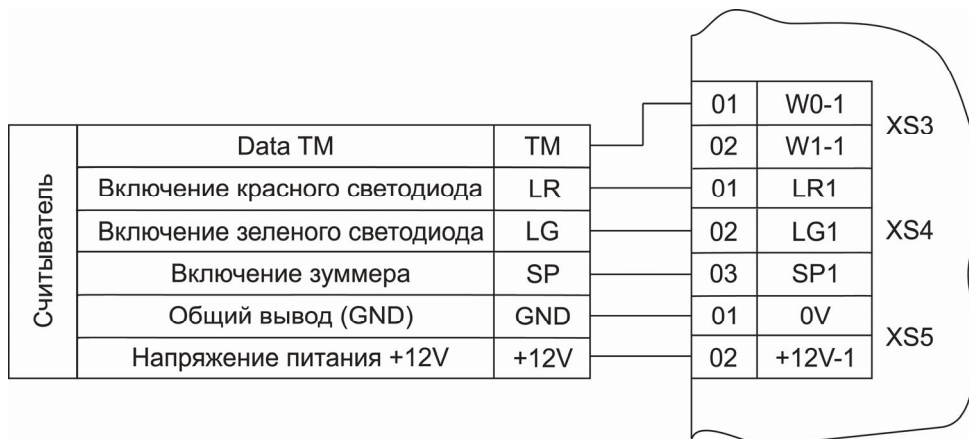 Считыватель
Data TM TM 01 W0-1 XS3
02 W1-1
Включение красного светодиода LR 01 LR1
Включение зеленого светодиода LG 02 LG1 XS4
Включение зуммера SP 03 SP1
Общий вывод (GND) GND 01 0V XS5
Напряжение питания +12V +12V 02 +12V-1